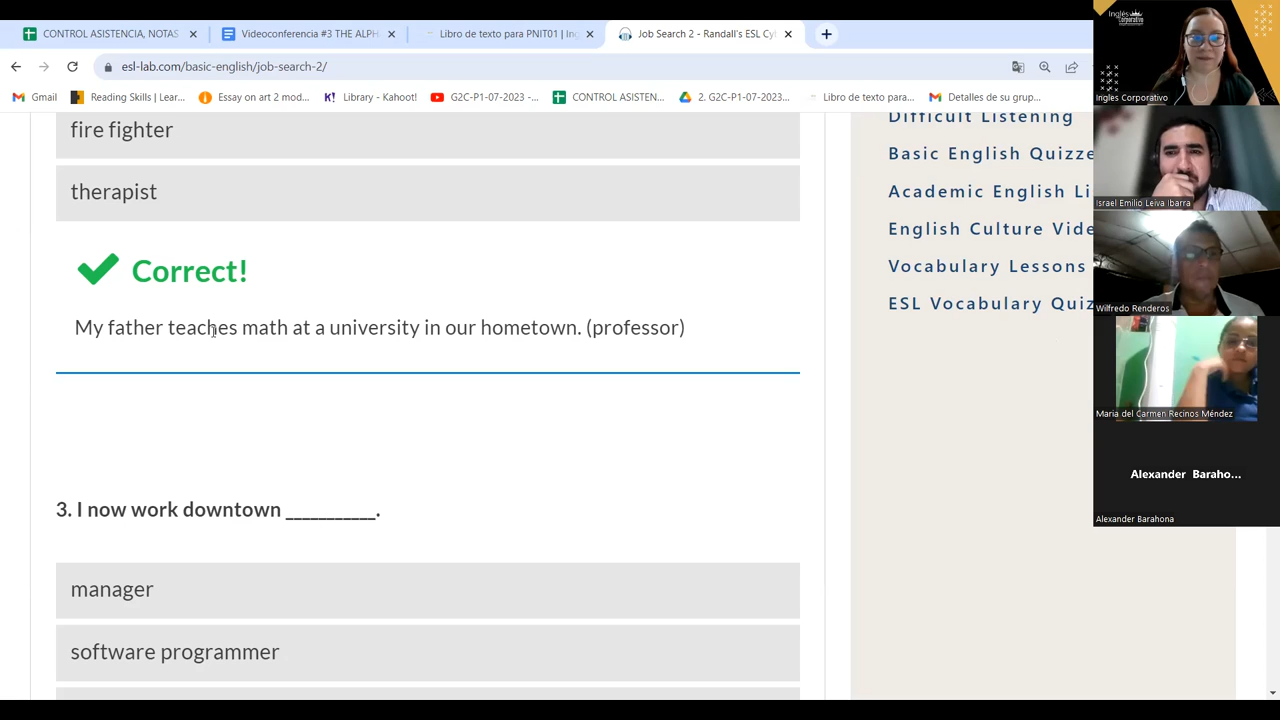 CONTROL ASISTENCIA, NOTAS
Videoconferencia #3 THE ALPH
Libro de texto para PNIT01 | Ing
Job Search 2 - Randall's ESL Cy
esl-lab.com/basic-english/job-search-2/
Gmail
Reading Skills | Lear...
Essay on art 2 mod...
Library - Kahoot!
G2C-P1-07-2023 -...
CONTROL ASISTEN...
2. G2C-P1-07-2023...
Libro de texto para...
Detalles de su grup...
fire fighter
therapist
Correct!
My father teaches math at a university in our hometown. (professor)
3. I now work downtown ___________.
manager
software programmer
Difficult Listening
Basic English Quizze
Academic English Li
English Culture Vide
Vocabulary Lessons
ESL Vocabulary Quiz
Inglés
Corporativo
Ingles Corporativo
Israel Emilio Leiva Ibarra
Wilfredo Renderos
Maria del Carmen Recinos Méndez
Alexander Baraho...
Alexander Barahona